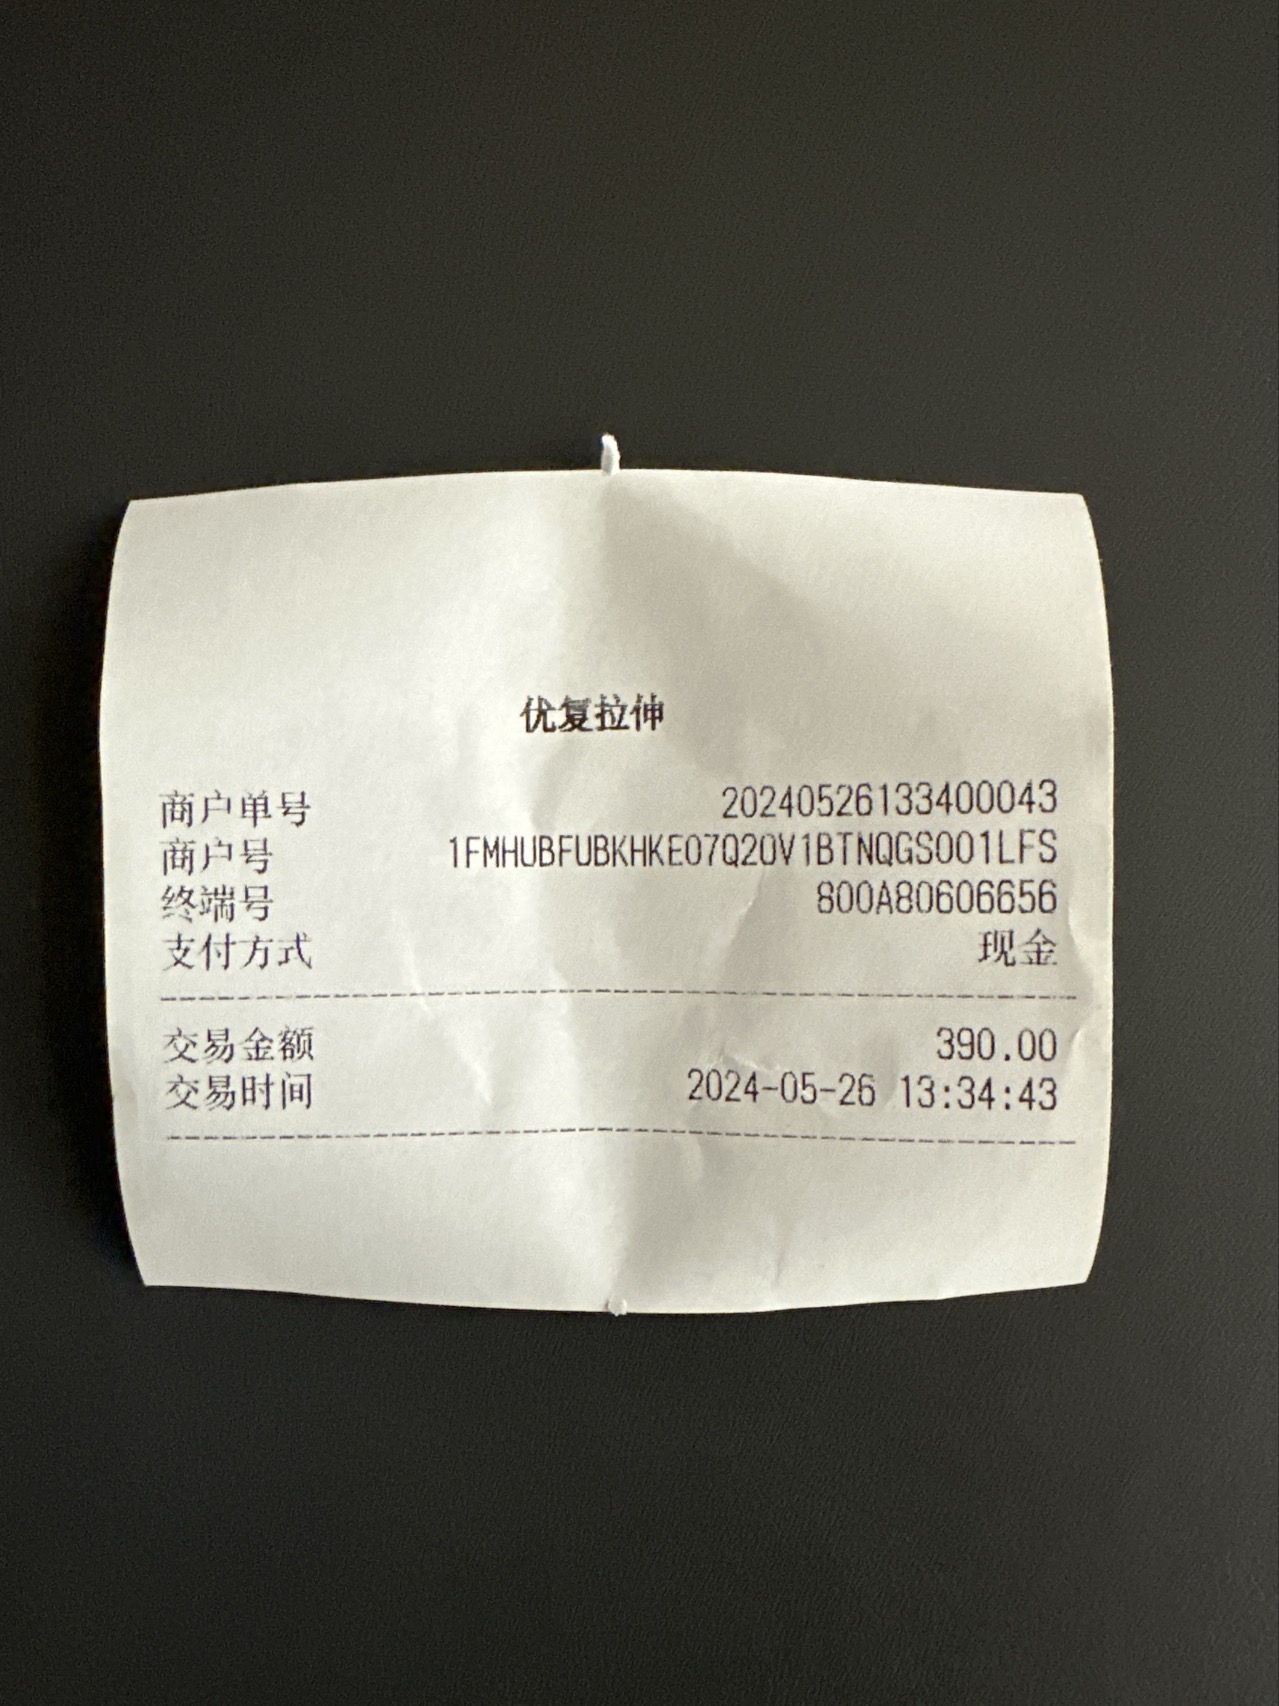 优复拉伸
商户单号 20240526133400043
商户号 1FMHUBFUBKHKE07Q20V1BTNQGS001LFS
终端号 800A80606656
支付方式 现金
交易金额 390.00
交易时间 2024-05-26 13:34:43